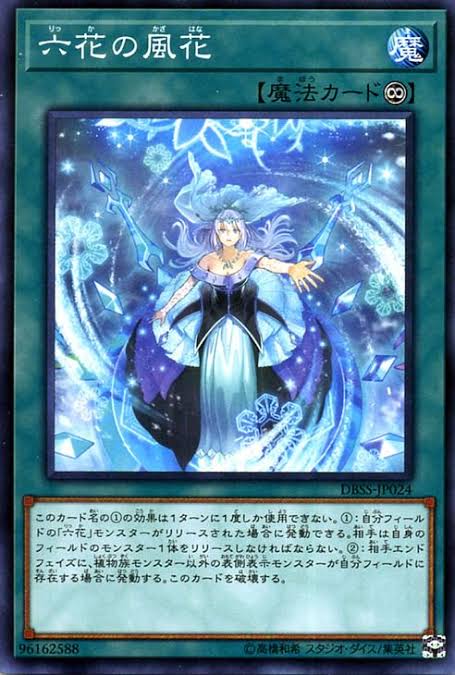 六花の風花
魔
【魔法カード♾】
DBSS-JP024
このカード名の①の効果は1ターンに1度しか使用できない。①:自分フィール
ドの「六花」モンスターがリリースされた場合に発動できる。相手は自身の
フィールドのモンスター1体をリリースしなければならない。②:相手エンド
フェイズに、植物族モンスター以外の表側表示モンスターが自分フィールドに
存在する場合に発動する。このカードを破壊する。
96162588
©高橋和希 スタジオ・ダイス/集英社